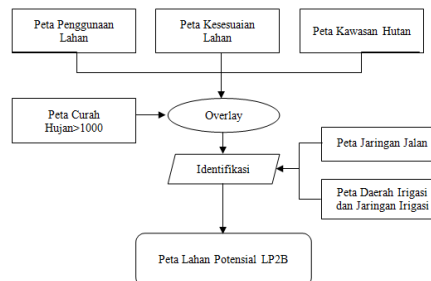 Peta Penggunaan
Lahan
Peta Kesesuaian
Lahan
Peta Kawasan Hutan
Peta Curah
Hujan>1000
Overlay
Identifikasi
Peta Jaringan Jalan
Peta Daerah Irigasi
dan Jaringan Irigasi
Peta Lahan Potensial LP2B